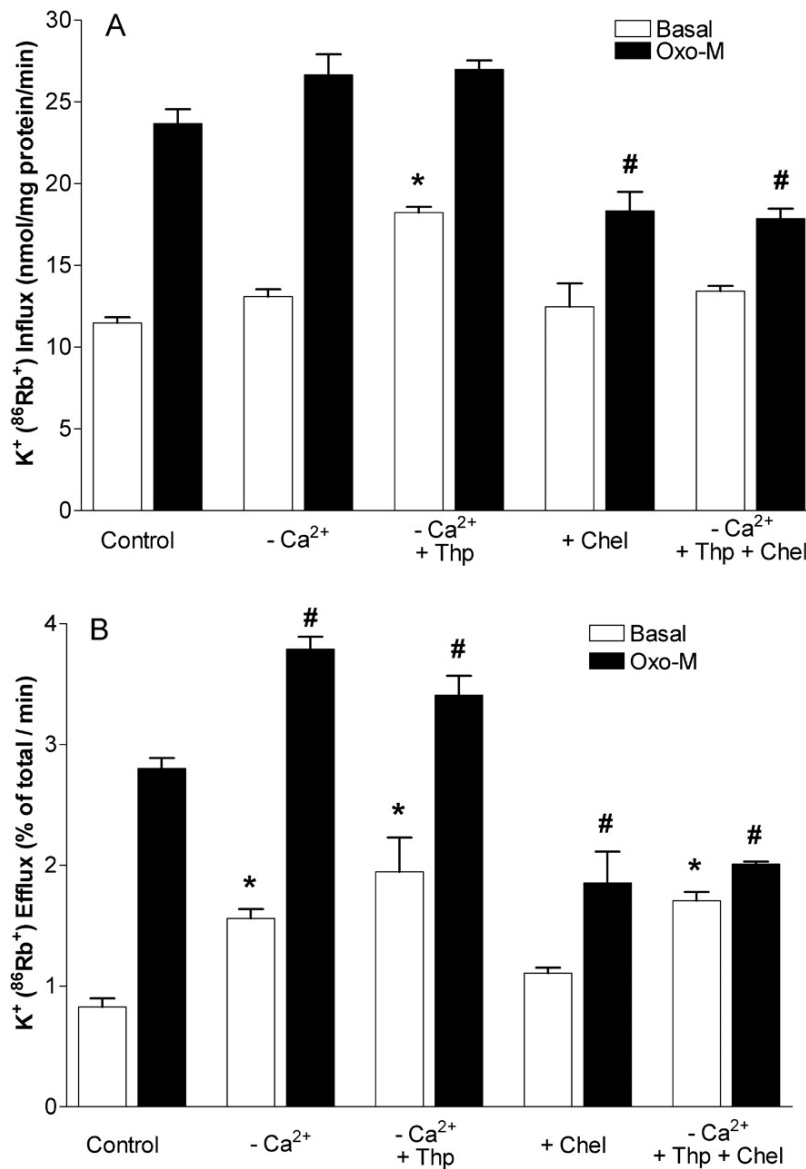 A
Basal
Oxo-M
K⁺ (⁸⁶Rb⁺) Influx (nmol/mg protein/min)
30
25
20
15
10
5
0
*
#
#
Control
- Ca²⁺
- Ca²⁺
+ Thp
+ Chel
- Ca²⁺
+ Thp + Chel
B
Basal
Oxo-M
K⁺ (⁸⁶Rb⁺) Efflux (% of total / min)
4
3
2
1
0
*
#
*
#
#
*
#
Control
- Ca²⁺
- Ca²⁺
+ Thp
+ Chel
- Ca²⁺
+ Thp + Chel